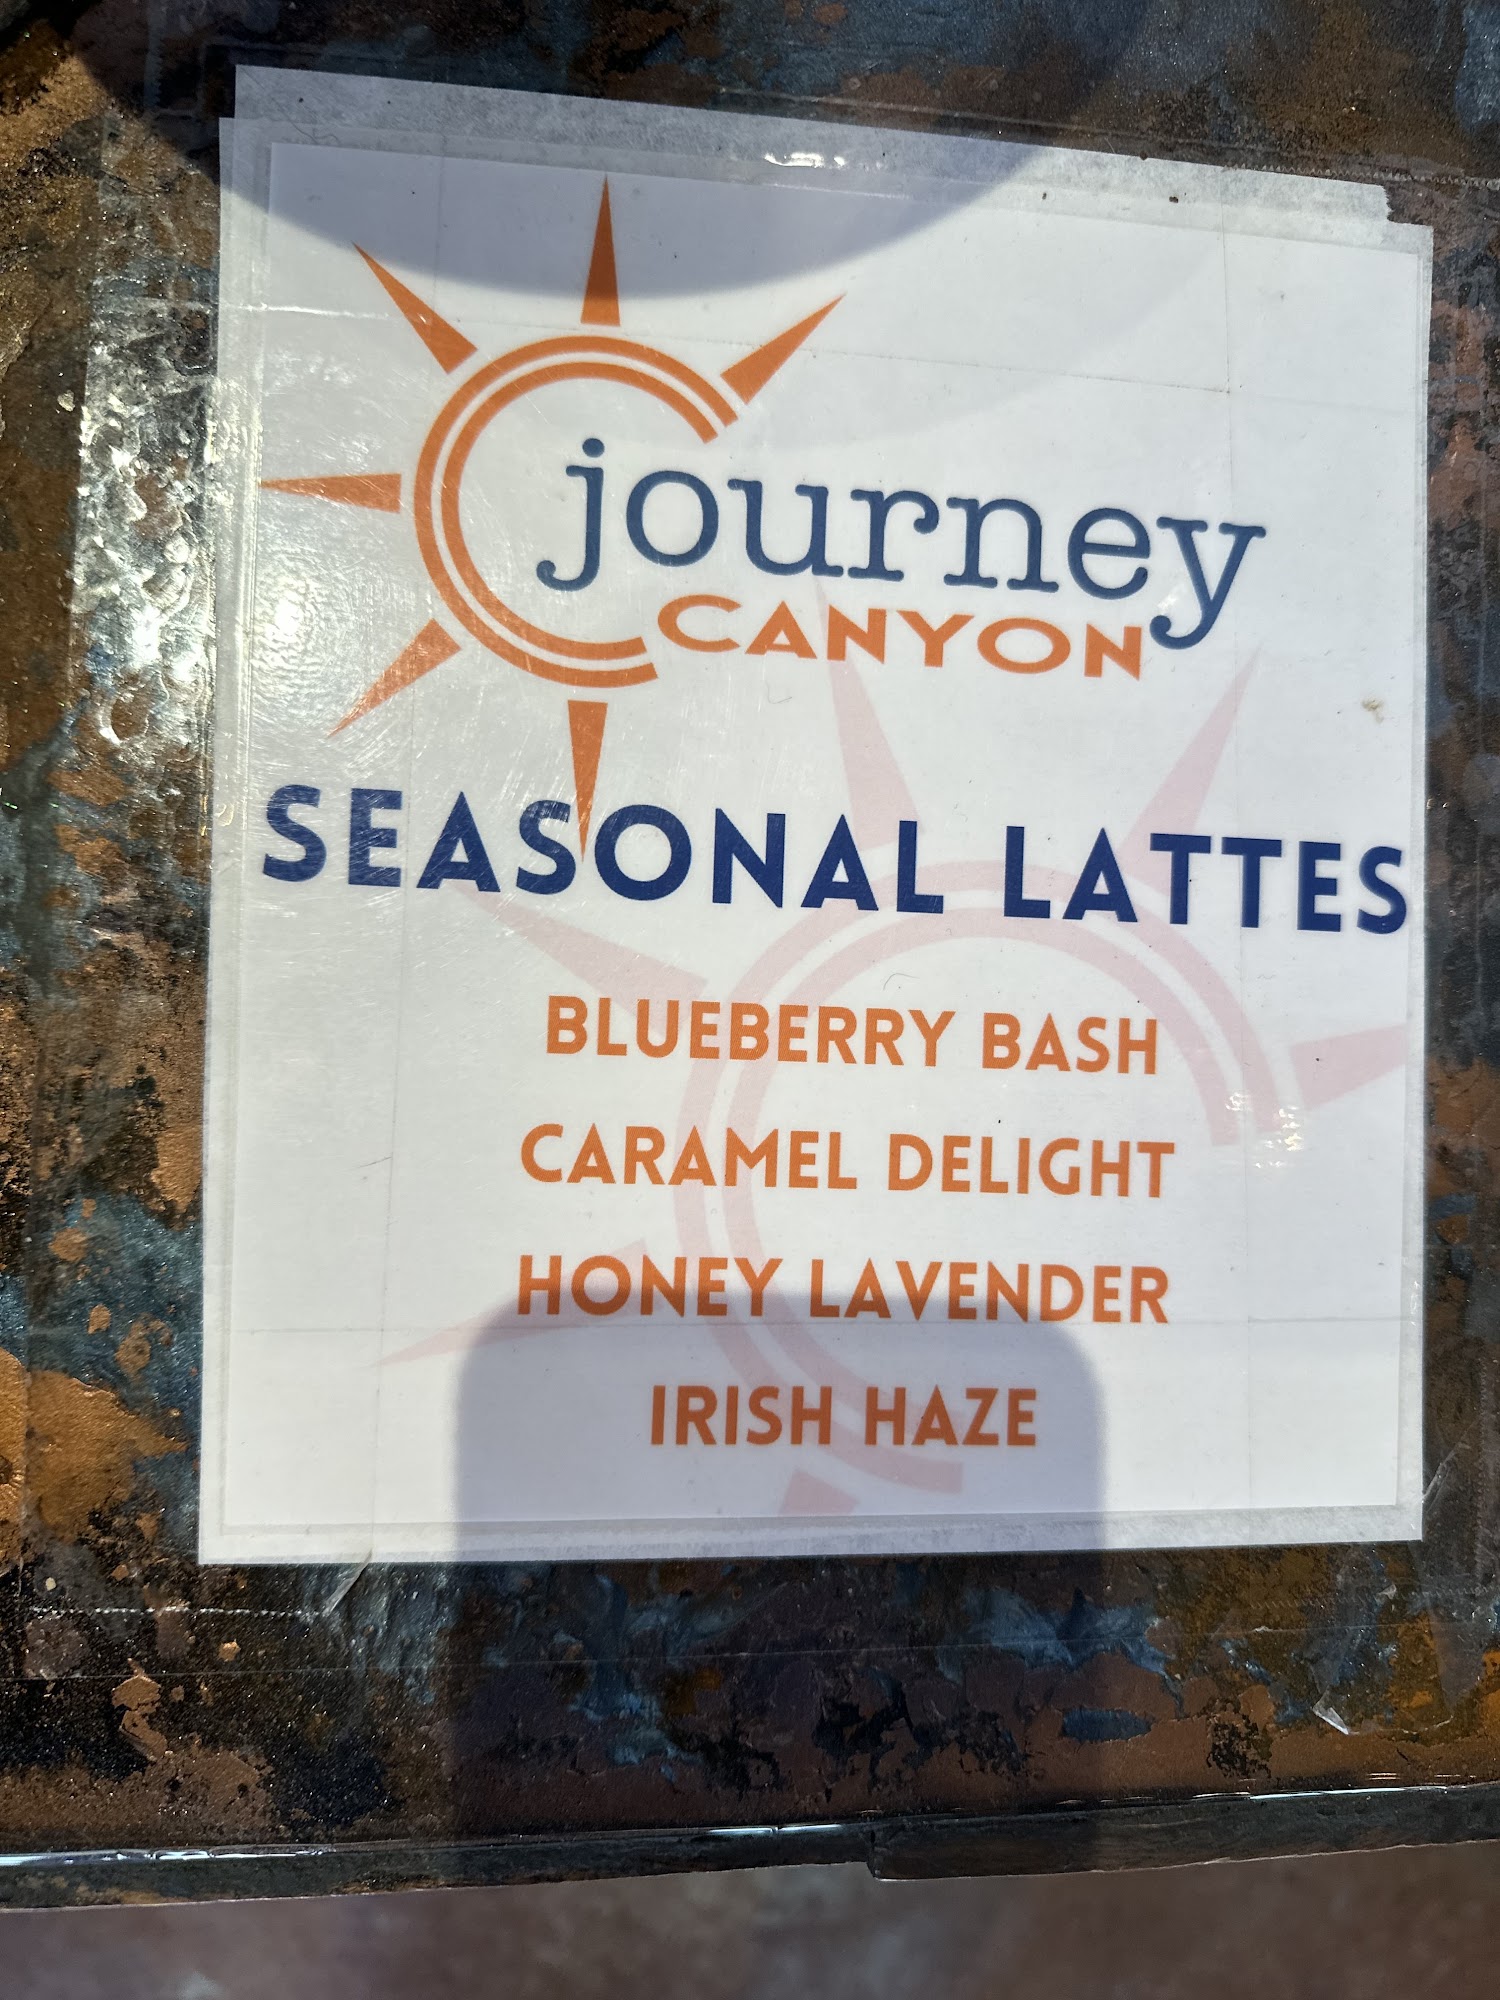 journey
CANYON
SEASONAL LATTES
BLUEBERRY BASH
CARAMEL DELIGHT
HONEY LAVENDER
IRISH HAZE